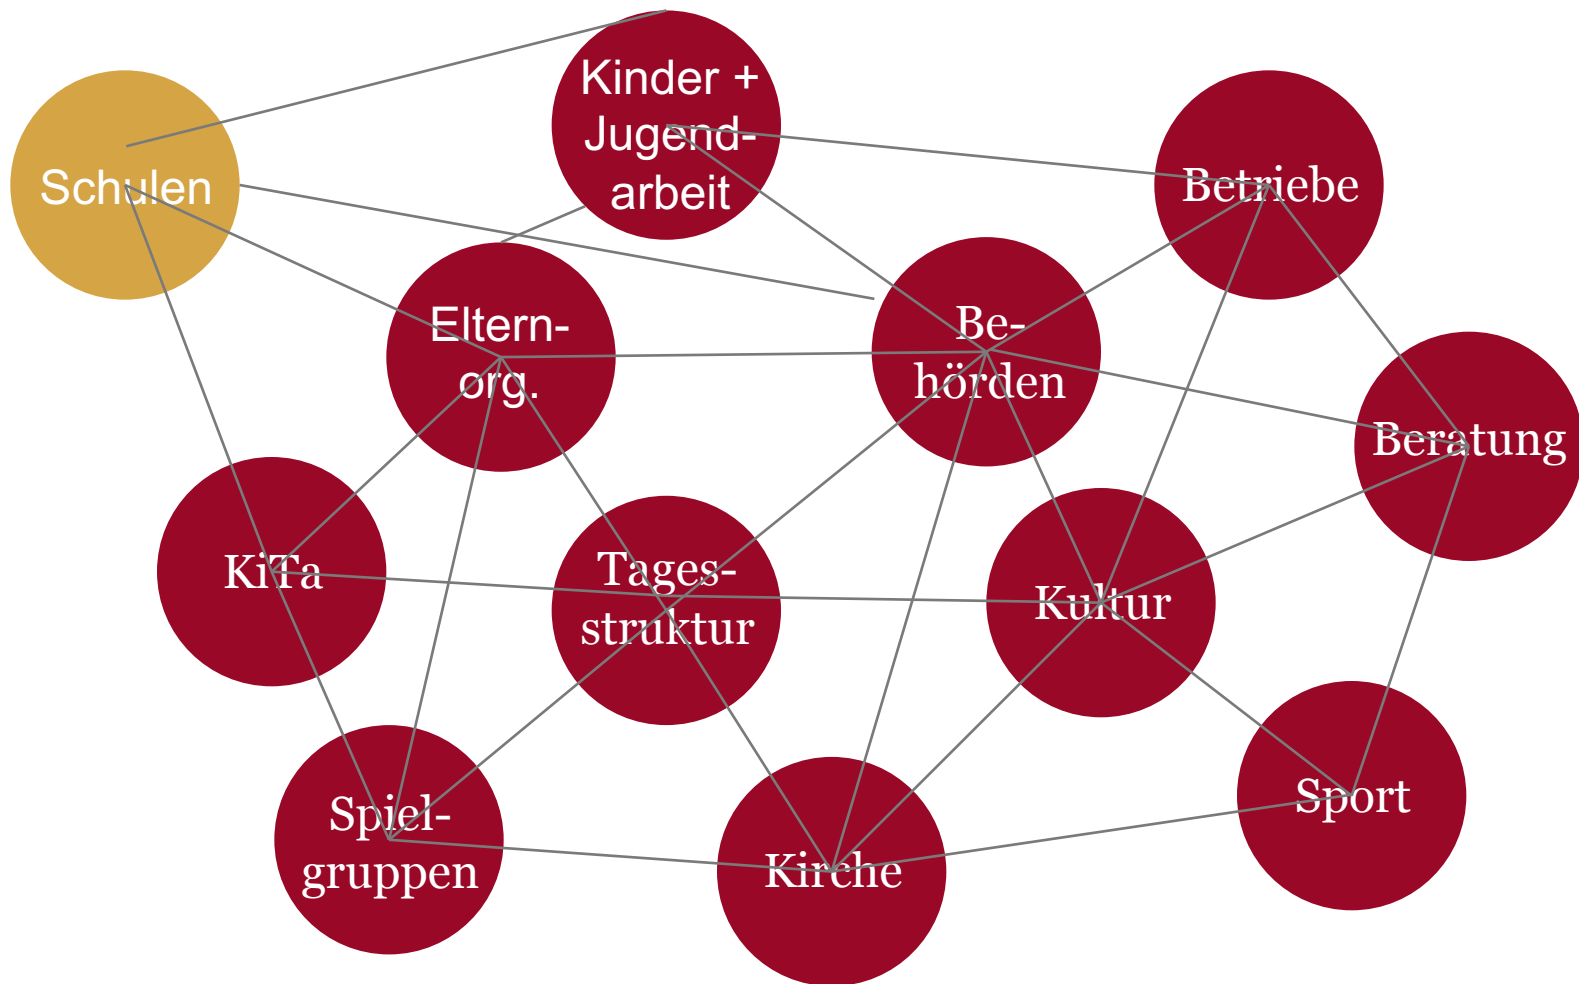 Kinder +
Jugend-
arbeit
Schulen
Betriebe
Eltern-
org.
Be-
hörden
Beratung
KiTa
Tages-
struktur
Kultur
Spiel-
gruppen
Kirche
Sport